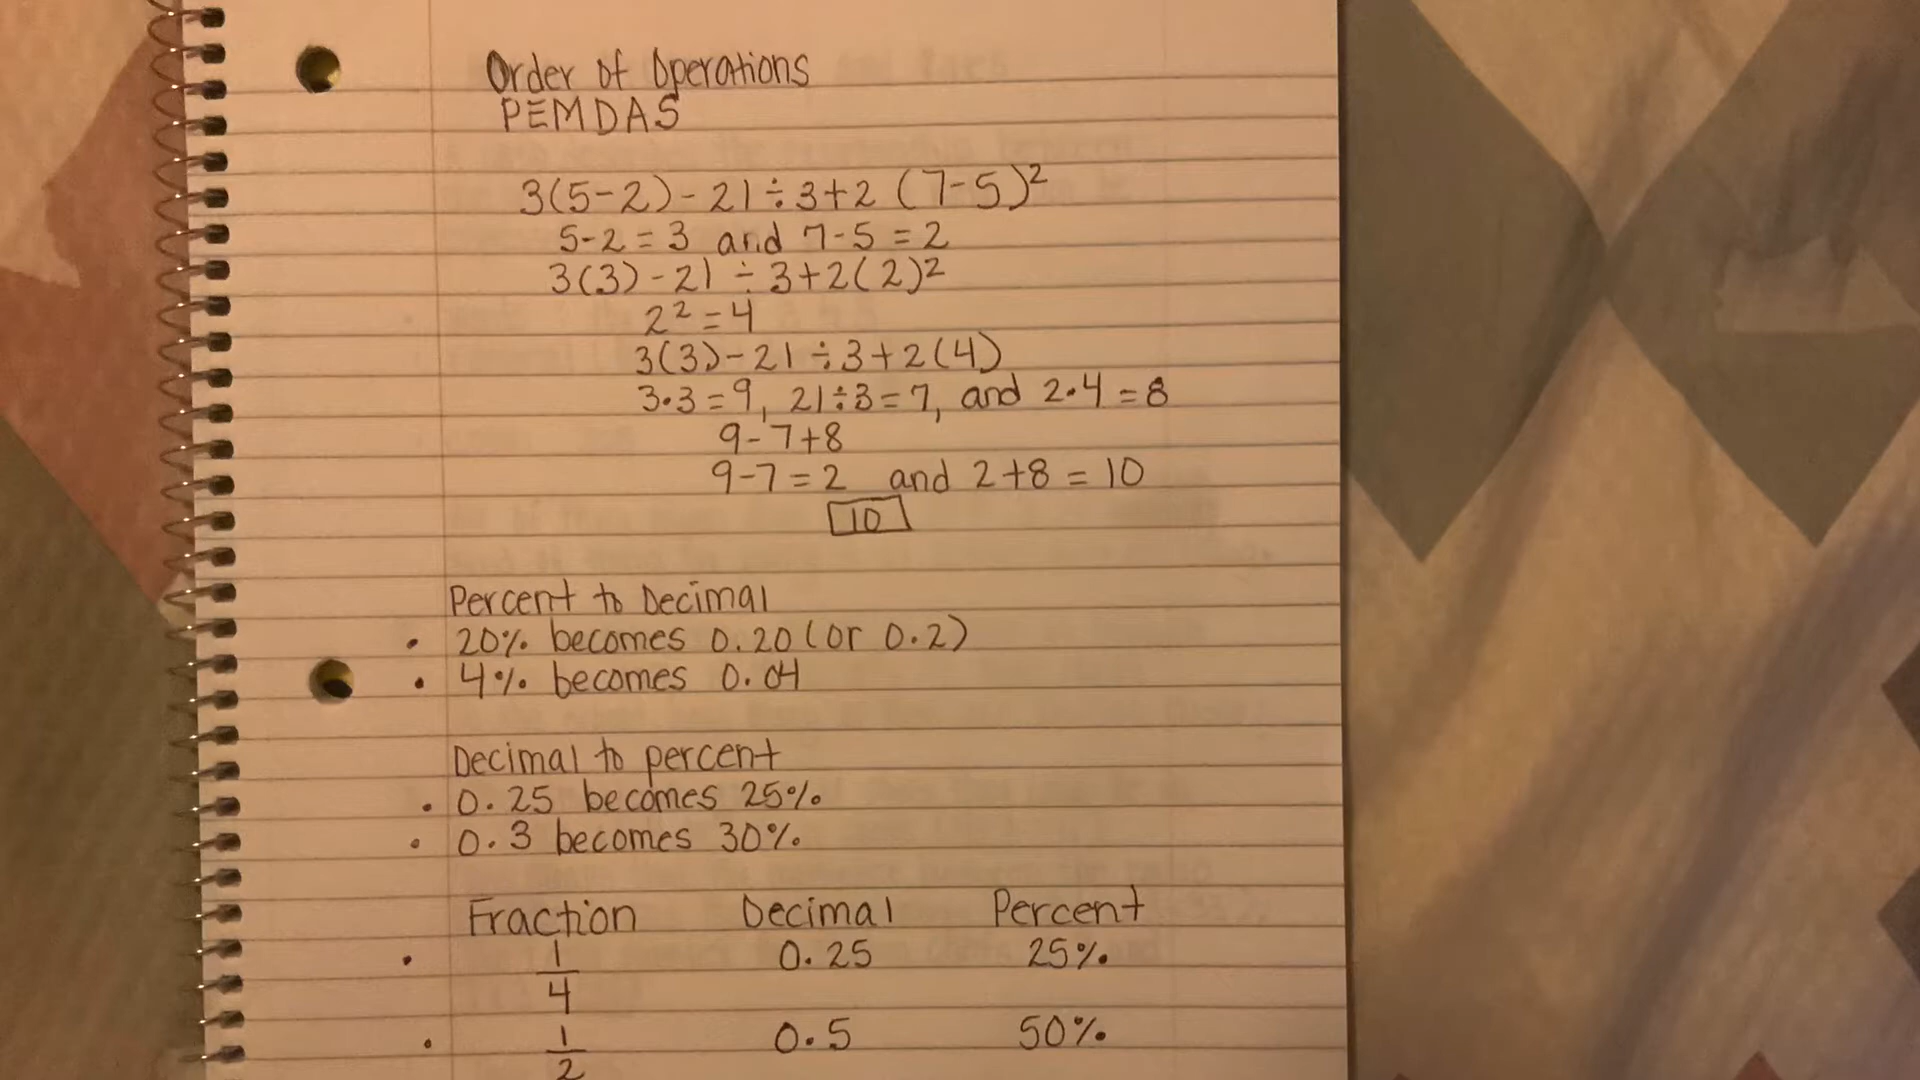 Order of Operations
PEMDAS
3(5-2)-21÷3+2(7-5)²
5-2=3 and 7-5=2
3(3)-21÷3+2(2)²
2²=4
3(3)-21÷3+2(4)
3•3=9, 21÷3=7, and 2•4=8
9-7+8
9-7=2 and 2+8=10
10
Percent to Decimal
• 20% becomes 0.20 (or 0.2)
• 4% becomes 0.04
Decimal to percent
• 0.25 becomes 25%
• 0.3 becomes 30%
Fraction Decimal Percent
• 1/4 0.25 25%
• 1/2 0.5 50%